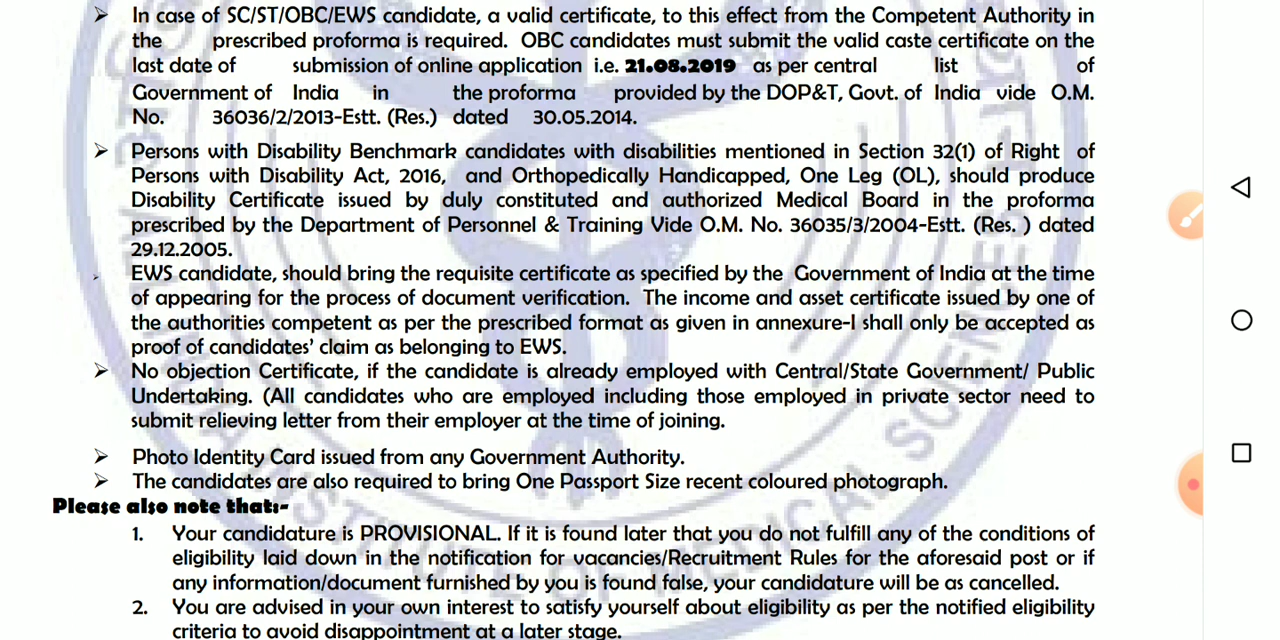 ➤ In case of SC/ST/OBC/EWS candidate, a valid certificate, to this effect from the Competent Authority in
the prescribed proforma is required. OBC candidates must submit the valid caste certificate on the
last date of submission of online application i.e. 21.08.2019 as per central list of
Government of India in the proforma provided by the DOP&T, Govt. of India vide O.M.
No. 36036/2/2013-Estt. (Res.) dated 30.05.2014.
➤ Persons with Disability Benchmark candidates with disabilities mentioned in Section 32(1) of Right of
Persons with Disability Act, 2016, and Orthopedically Handicapped, One Leg (OL), should produce
Disability Certificate issued by duly constituted and authorized Medical Board in the proforma
prescribed by the Department of Personnel & Training Vide O.M. No. 36035/3/2004-Estt. (Res. ) dated
29.12.2005.
➤ EWS candidate, should bring the requisite certificate as specified by the Government of India at the time
of appearing for the process of document verification. The income and asset certificate issued by one of
the authorities competent as per the prescribed format as given in annexure-I shall only be accepted as
proof of candidates’ claim as belonging to EWS.
➤ No objection Certificate, if the candidate is already employed with Central/State Government/ Public
Undertaking. (All candidates who are employed including those employed in private sector need to
submit relieving letter from their employer at the time of joining.
➤ Photo Identity Card issued from any Government Authority.
➤ The candidates are also required to bring One Passport Size recent coloured photograph.
Please also note that:-
1. Your candidature is PROVISIONAL. If it is found later that you do not fulfill any of the conditions of
eligibility laid down in the notification for vacancies/Recruitment Rules for the aforesaid post or if
any information/document furnished by you is found false, your candidature will be as cancelled.
2. You are advised in your own interest to satisfy yourself about eligibility as per the notified eligibility
criteria to avoid disappointment at a later stage.
INSTITUTE OF MEDICAL SCIENCES